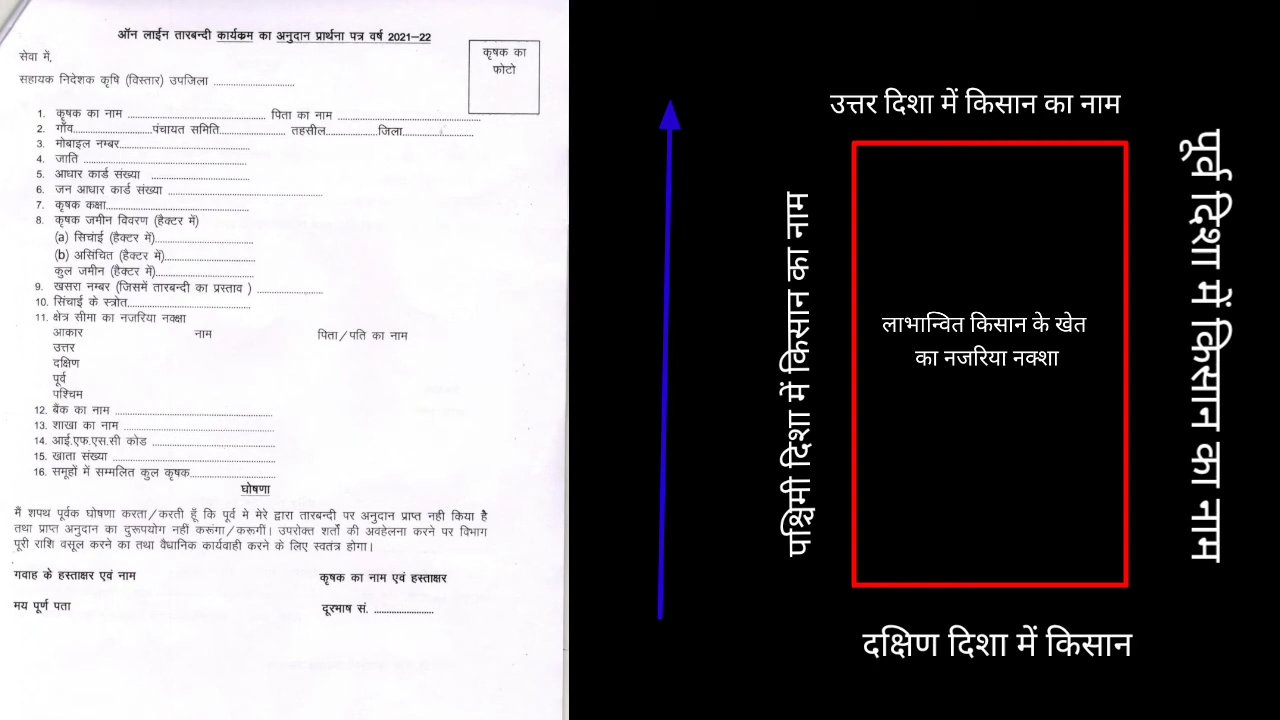 ऑन लाईन तारबन्दी कार्यक्रम का अनुदान प्रार्थना पत्र वर्ष 2021–22
कृषक का
फोटो
सेवा में,
सहायक निदेशक कृषि (विस्तार) उपजिला ..............................
1. कृषक का नाम .................................................. पिता का नाम ..................................................
2. गाँव..............................पंचायत समिति......................... तहसील....................जिला..............................
3. मोबाइल नम्बर..................................................
4. जाति ............................................................
5. आधार कार्ड संख्या ....................................
6. जन आधार कार्ड संख्या ..................................................
7. कृषक कक्षा..................................................
8. कृषक जमीन विवरण (हैक्टर में)
(a) सिचाई (हैक्टर में)....................................
(b) असिंचित (हैक्टर में)..................................
कुल जमीन (हैक्टर में)....................................
9. खसरा नम्बर (जिसमें तारबन्दी का प्रस्ताव ) .........................
10. सिंचाई के स्त्रोत.............................................
11. क्षेत्र सीमा का नजरिया नक्षा
आकार नाम पिता/पति का नाम
उत्तर
दक्षिण
पूर्व
पश्चिम
12. बैंक का नाम ..................................................
13. शाखा का नाम ..................................................
14. आई.एफ.एस.सी कोड ........................................
15. खाता संख्या ..................................................
16. समूहों में सम्मलित कुल कृषक................................
घोषणा
मैं शपथ पूर्वक घोषणा करता/करती हूँ कि पूर्व मे मेरे द्वारा तारबन्दी पर अनुदान प्राप्त नही किया है
तथा प्राप्त अनुदान का दुरूपयोग नहीं करूंगा/करूगीं। उपरोक्त शर्तो की अवहेलना करने पर विभाग
पूरी राशि वसूल करने का तथा वैधानिक कार्यवाही करने के लिए स्वतंत्र होगा।
गवाह के हस्ताक्षर एवं नाम कृषक का नाम एवं हस्ताक्षर
मय पूर्ण पता दूरभाष सं. ......................
उत्तर दिशा में किसान का नाम
पश्चिमी दिशा में किसान का नाम
लाभान्वित किसान के खेत
का नजरिया नक्शा
पूर्व दिशा में किसान का नाम
दक्षिण दिशा में किसान